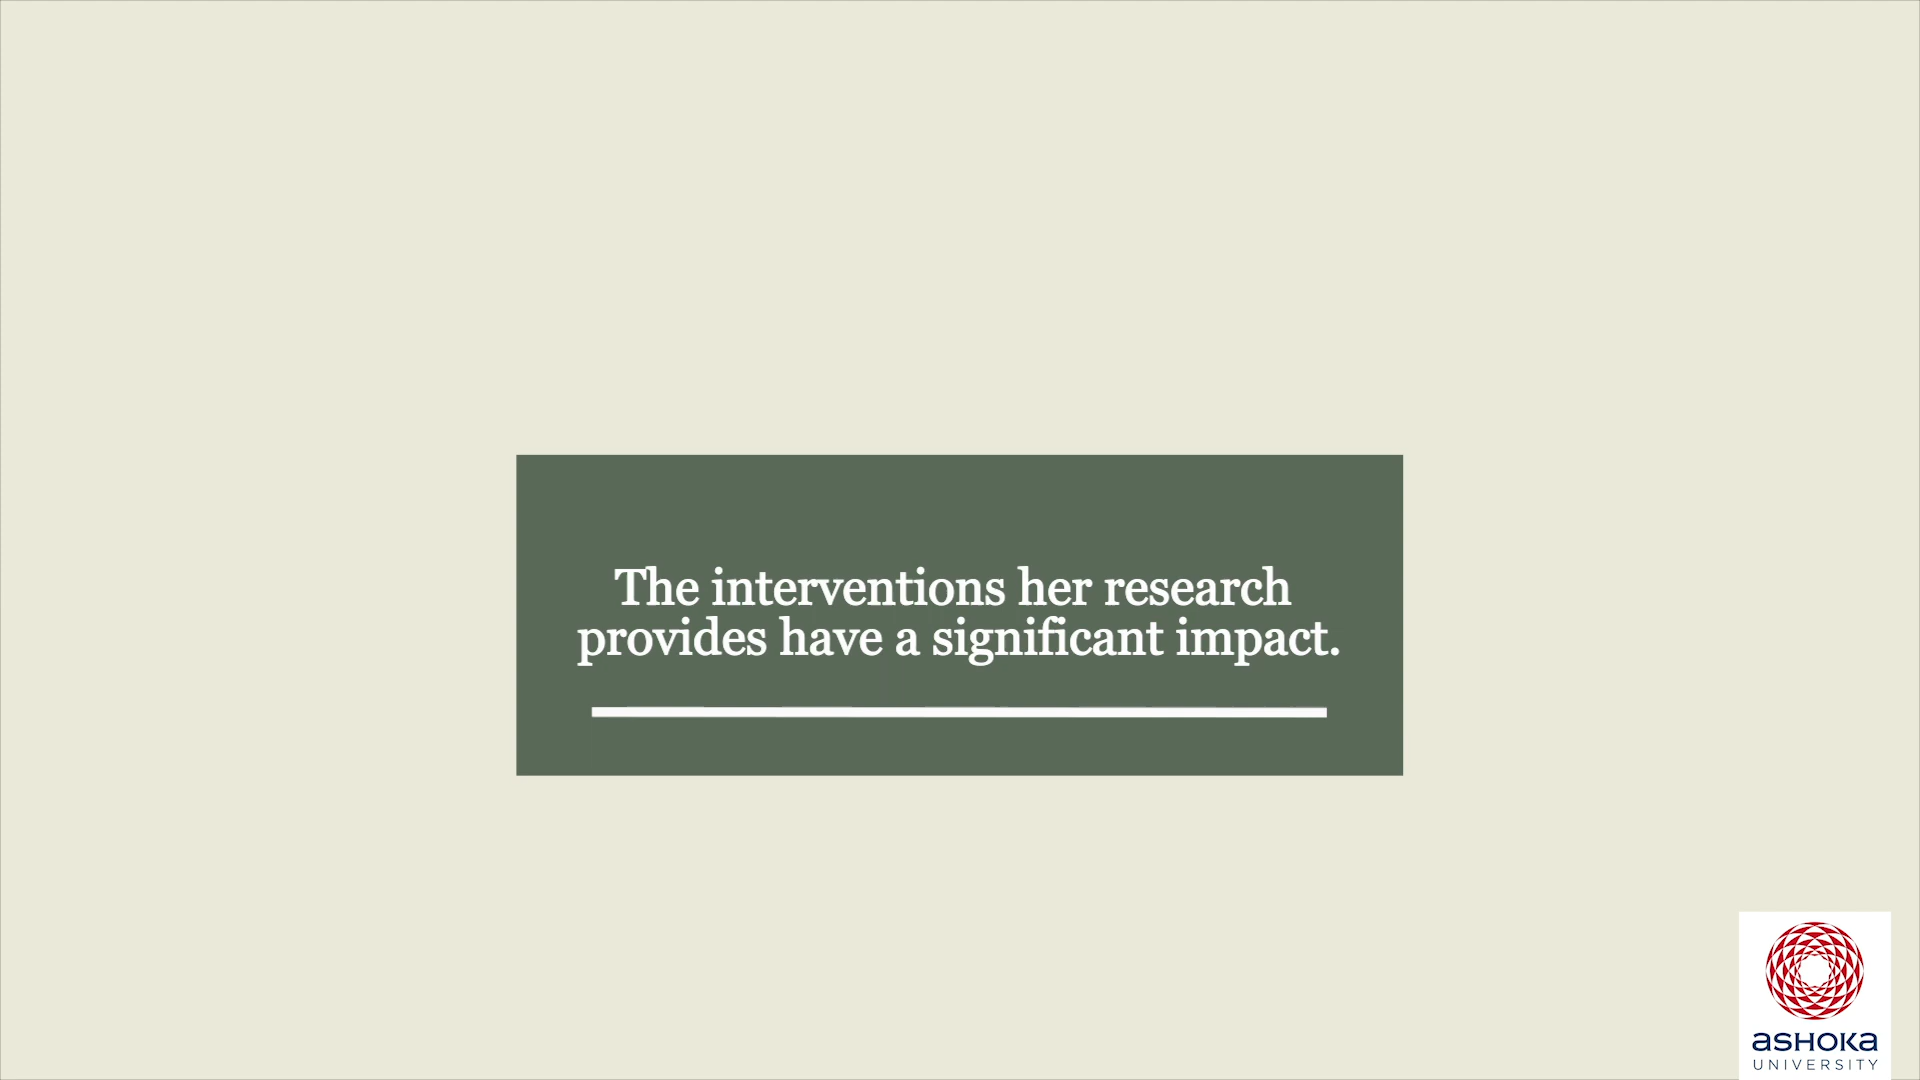 The interventions her research
provides have a significant impact.
ASHOKA
UNIVERSITY